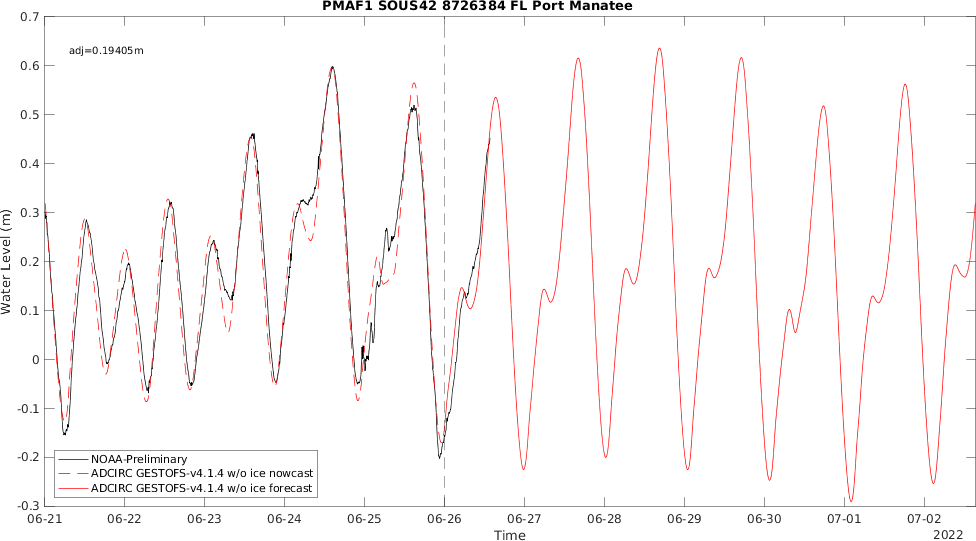 PMAF1 SOUS42 8726384 FL Port Manatee
adj=0.19405m
Water Level (m)
0.7
0.6
0.5
0.4
0.3
0.2
0.1
0
-0.1
-0.2
-0.3
NOAA-Preliminary
ADCIRC GESTOFS-v4.1.4 w/o ice nowcast
ADCIRC GESTOFS-v4.1.4 w/o ice forecast
06-21 06-22 06-23 06-24 06-25 06-26 06-27 06-28 06-29 06-30 07-01 07-02
Time
2022